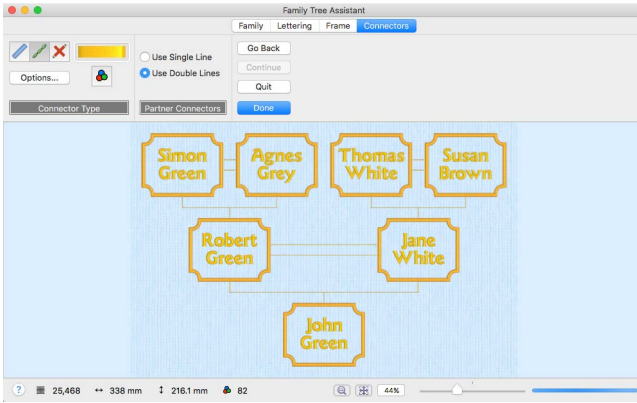 Family Tree Assistant
Family Lettering Frame Connectors
Options...
Connector Type
Use Single Line
Use Double Lines
Partner Connectors
Go Back
Continue
Quit
Done
Simon
Green
Agnes
Grey
Thomas
White
Susan
Brown
Robert
Green
Jane
White
John
Green
? 25,468 338 mm 216.1 mm 82 44%